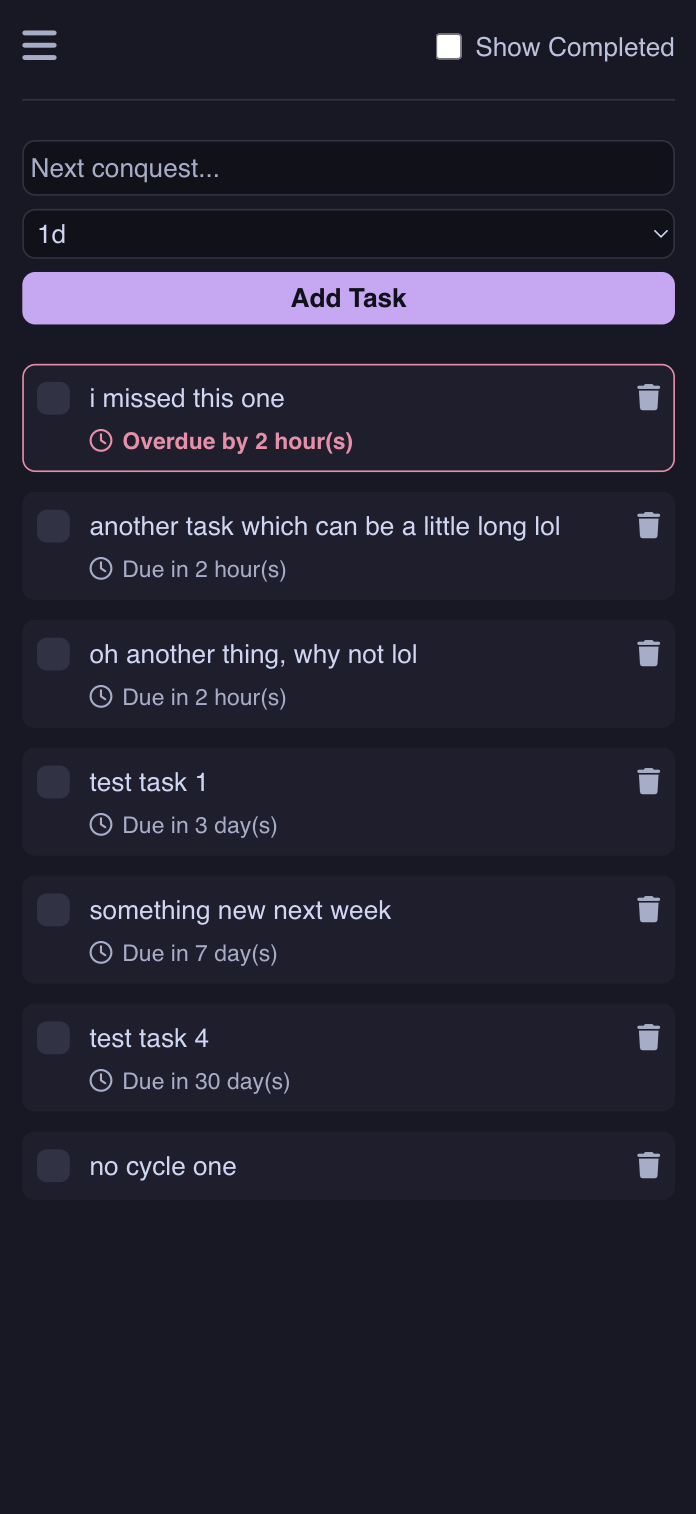 Show Completed
Next conquest...
1d
Add Task
i missed this one
Overdue by 2 hour(s)
another task which can be a little long lol
Due in 2 hour(s)
oh another thing, why not lol
Due in 2 hour(s)
test task 1
Due in 3 day(s)
something new next week
Due in 7 day(s)
test task 4
Due in 30 day(s)
no cycle one